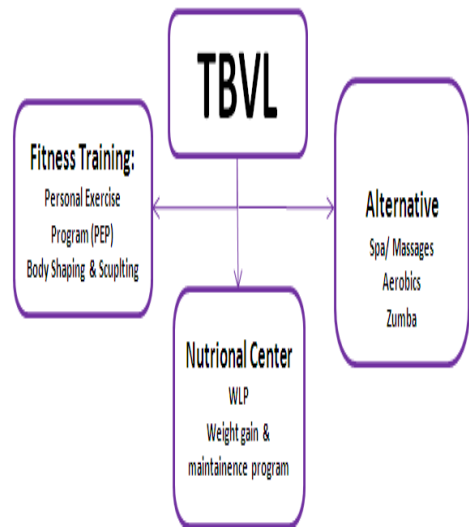 TBVL
Fitness Training:
Personal Exercise
Program (PEP)
Body Shaping & Scuplting
Alternative
Spa/ Massages
Aerobics
Zumba
Nutrional Center
WLP
Weight gain &
maintainence program